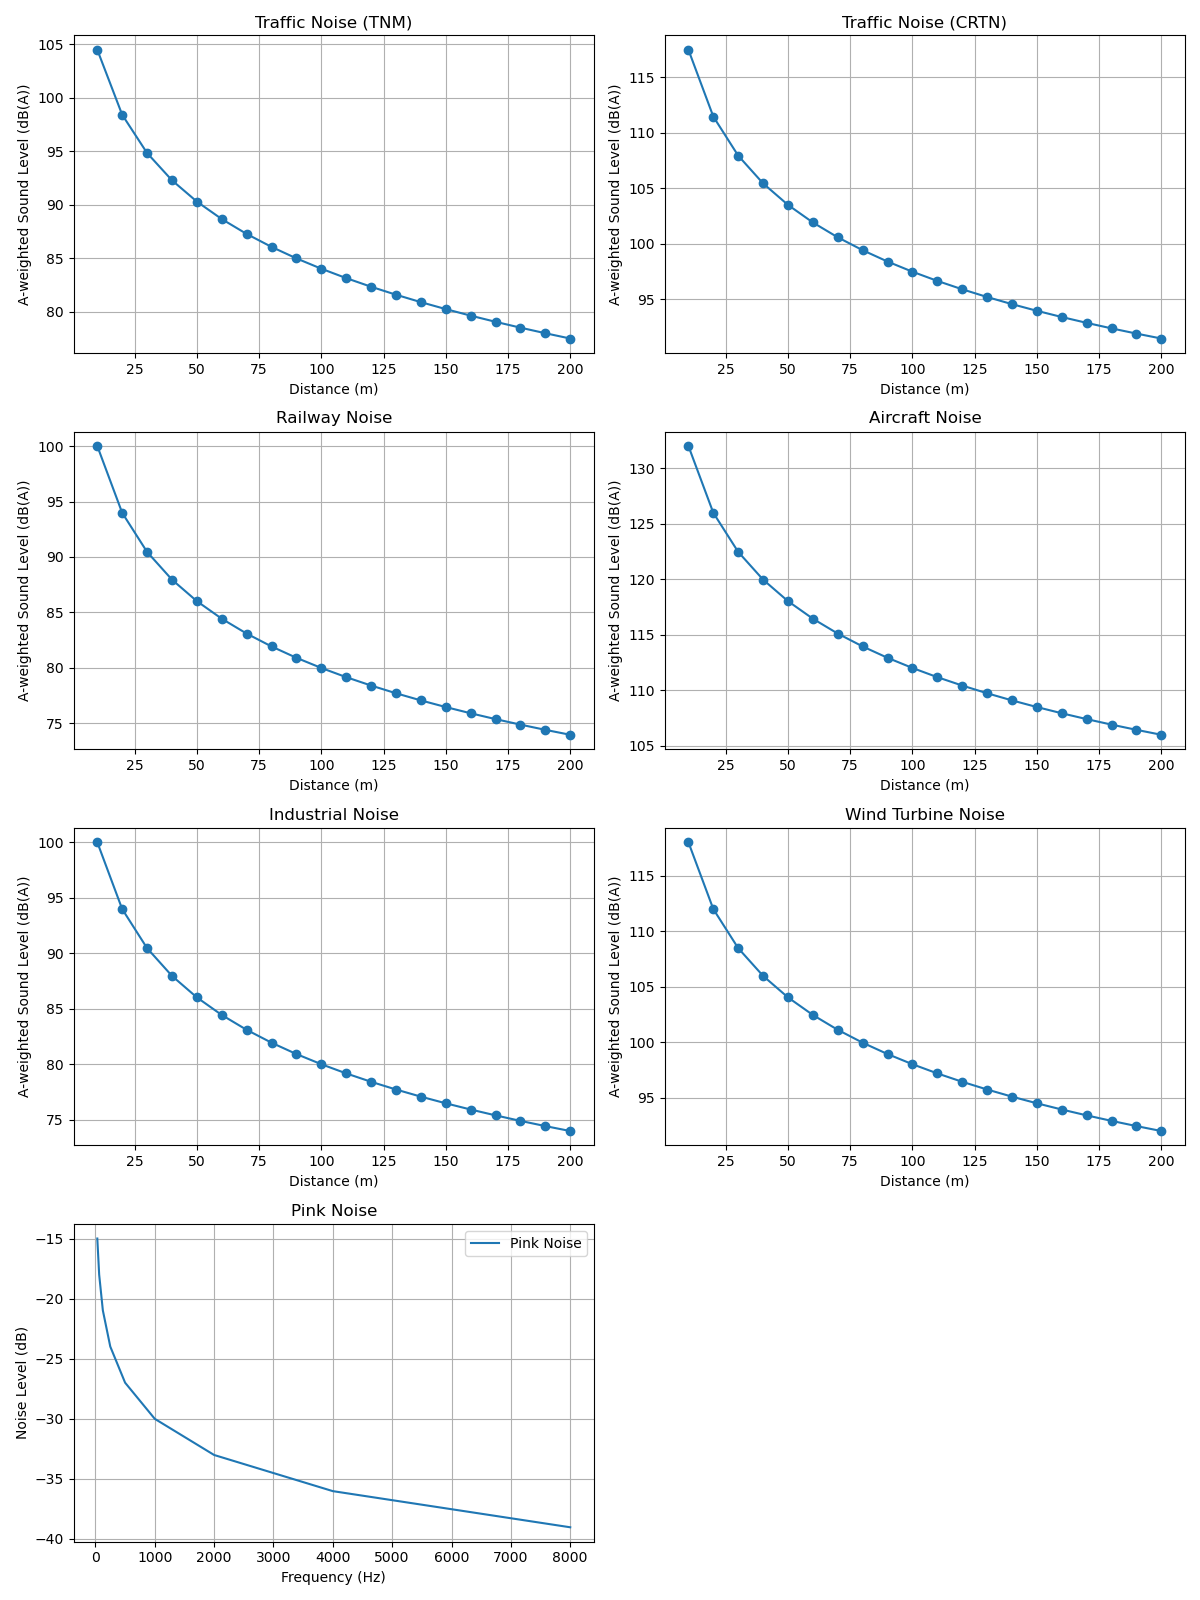 Traffic Noise (TNM)
A-weighted Sound Level (dB(A))
105
100
95
90
85
80
25 50 75 100 125 150 175 200
Distance (m)
Traffic Noise (CRTN)
A-weighted Sound Level (dB(A))
115
110
105
100
95
25 50 75 100 125 150 175 200
Distance (m)
Railway Noise
A-weighted Sound Level (dB(A))
100
95
90
85
80
75
25 50 75 100 125 150 175 200
Distance (m)
Aircraft Noise
A-weighted Sound Level (dB(A))
130
125
120
115
110
105
25 50 75 100 125 150 175 200
Distance (m)
Industrial Noise
A-weighted Sound Level (dB(A))
100
95
90
85
80
75
25 50 75 100 125 150 175 200
Distance (m)
Wind Turbine Noise
A-weighted Sound Level (dB(A))
115
110
105
100
95
25 50 75 100 125 150 175 200
Distance (m)
Pink Noise
Pink Noise
Noise Level (dB)
−15
−20
−25
−30
−35
−40
0 1000 2000 3000 4000 5000 6000 7000 8000
Frequency (Hz)